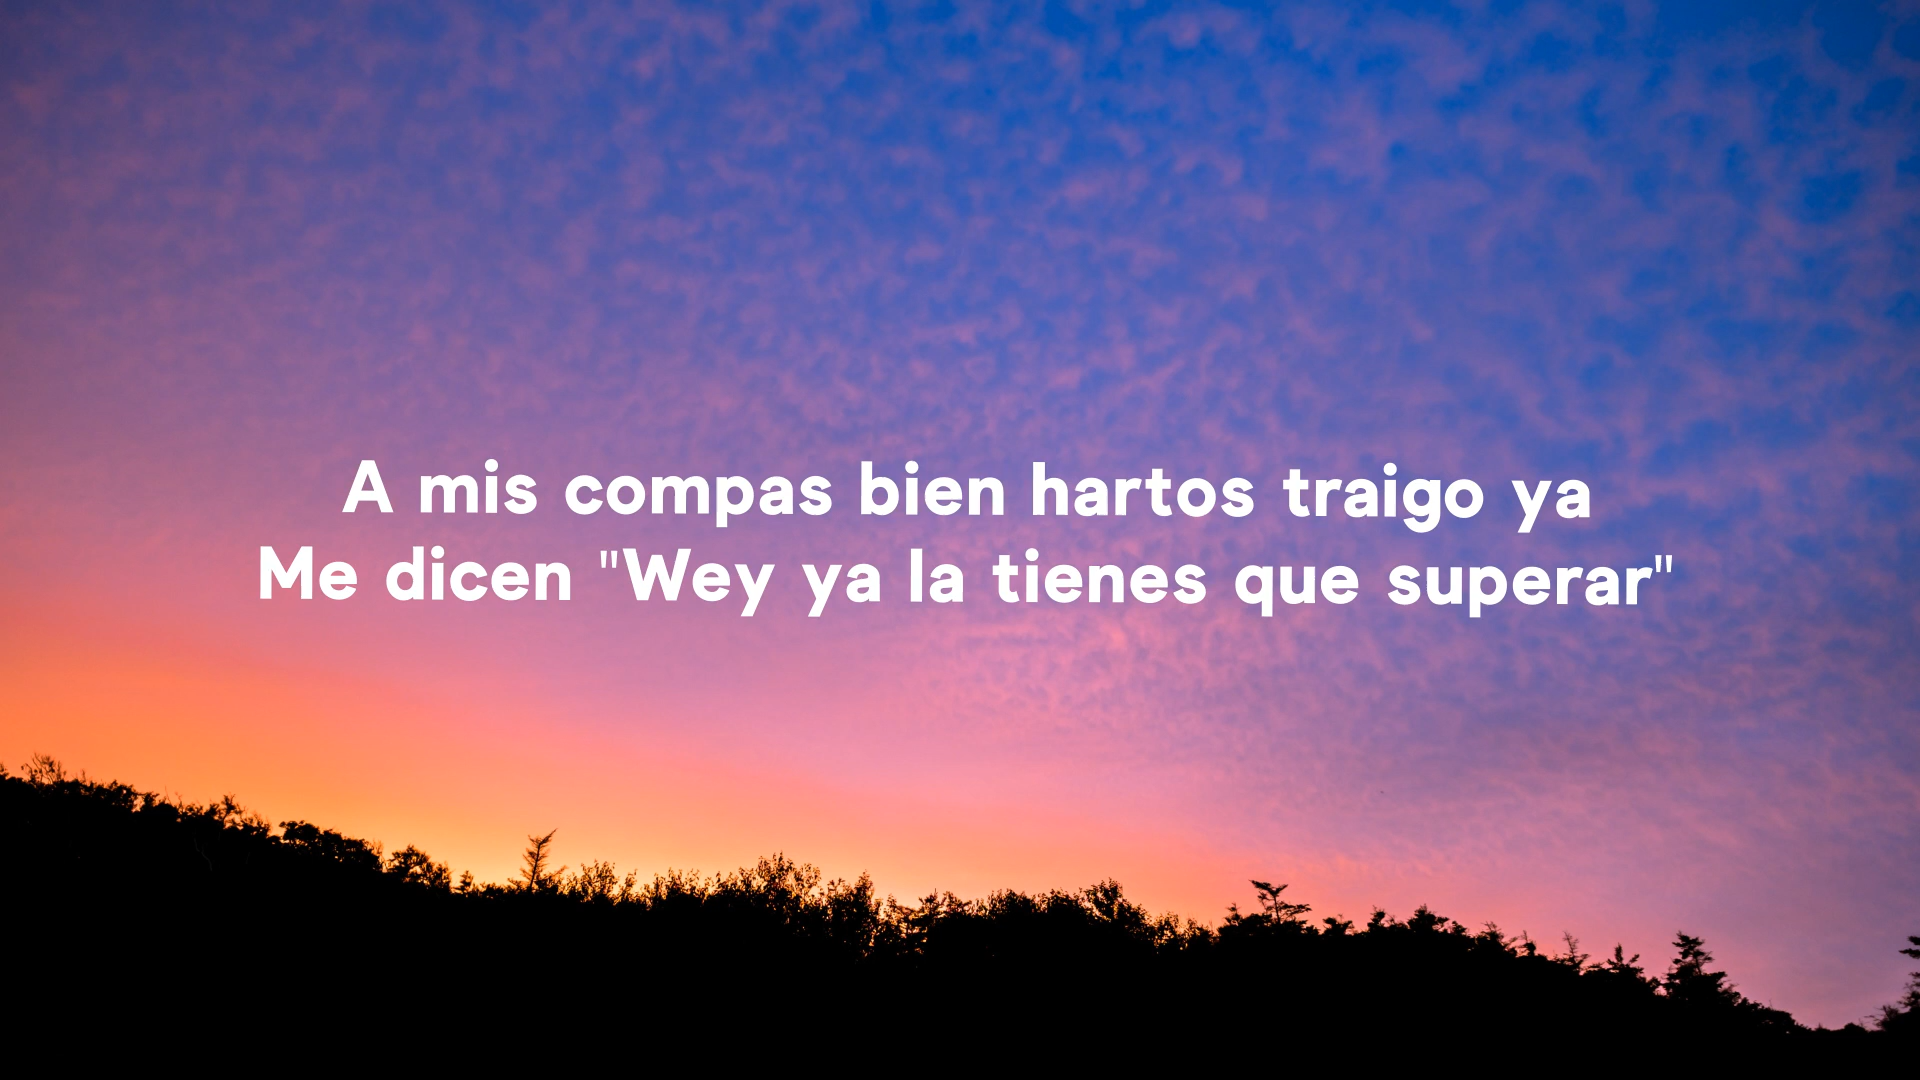 A mis compas bien hartos traigo ya
Me dicen "Wey ya la tienes que superar"